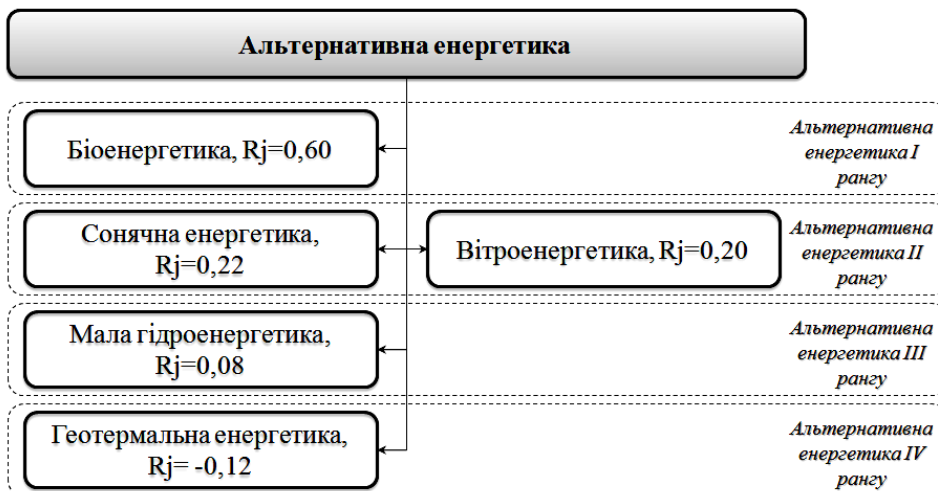 Альтернативна енергетика
Біоенергетика, Rj=0,60
Альтернативна
енергетика І
рангу
Сонячна енергетика,
Rj=0,22
Вітроенергетика, Rj=0,20
Альтернативна
енергетика ІІ
рангу
Мала гідроенергетика,
Rj=0,08
Альтернативна
енергетика ІІІ
рангу
Геотермальна енергетика,
Rj= -0,12
Альтернативна
енергетика IV
рангу